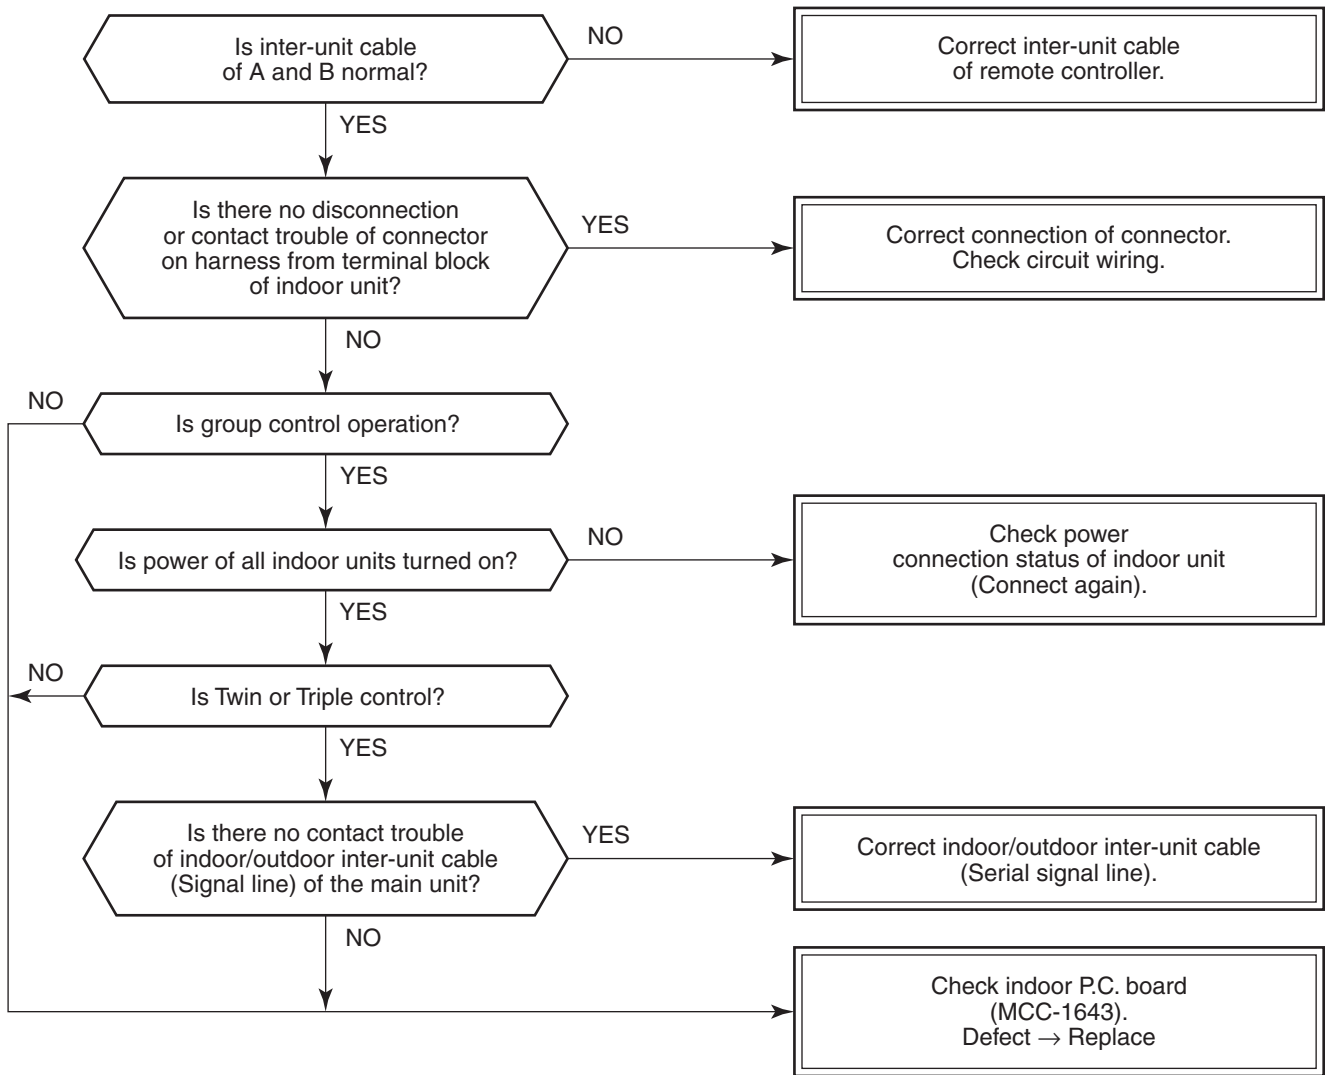 Is inter-unit cable
of A and B normal?
NO
Correct inter-unit cable
of remote controller.
YES
Is there no disconnection
or contact trouble of connector
on harness from terminal block
of indoor unit?
YES
Correct connection of connector.
Check circuit wiring.
NO
NO
Is group control operation?
YES
Is power of all indoor units turned on?
NO
Check power
connection status of indoor unit
(Connect again).
YES
NO
Is Twin or Triple control?
YES
Is there no contact trouble
of indoor/outdoor inter-unit cable
(Signal line) of the main unit?
YES
Correct indoor/outdoor inter-unit cable
(Serial signal line).
NO
Check indoor P.C. board
(MCC-1643).
Defect → Replace